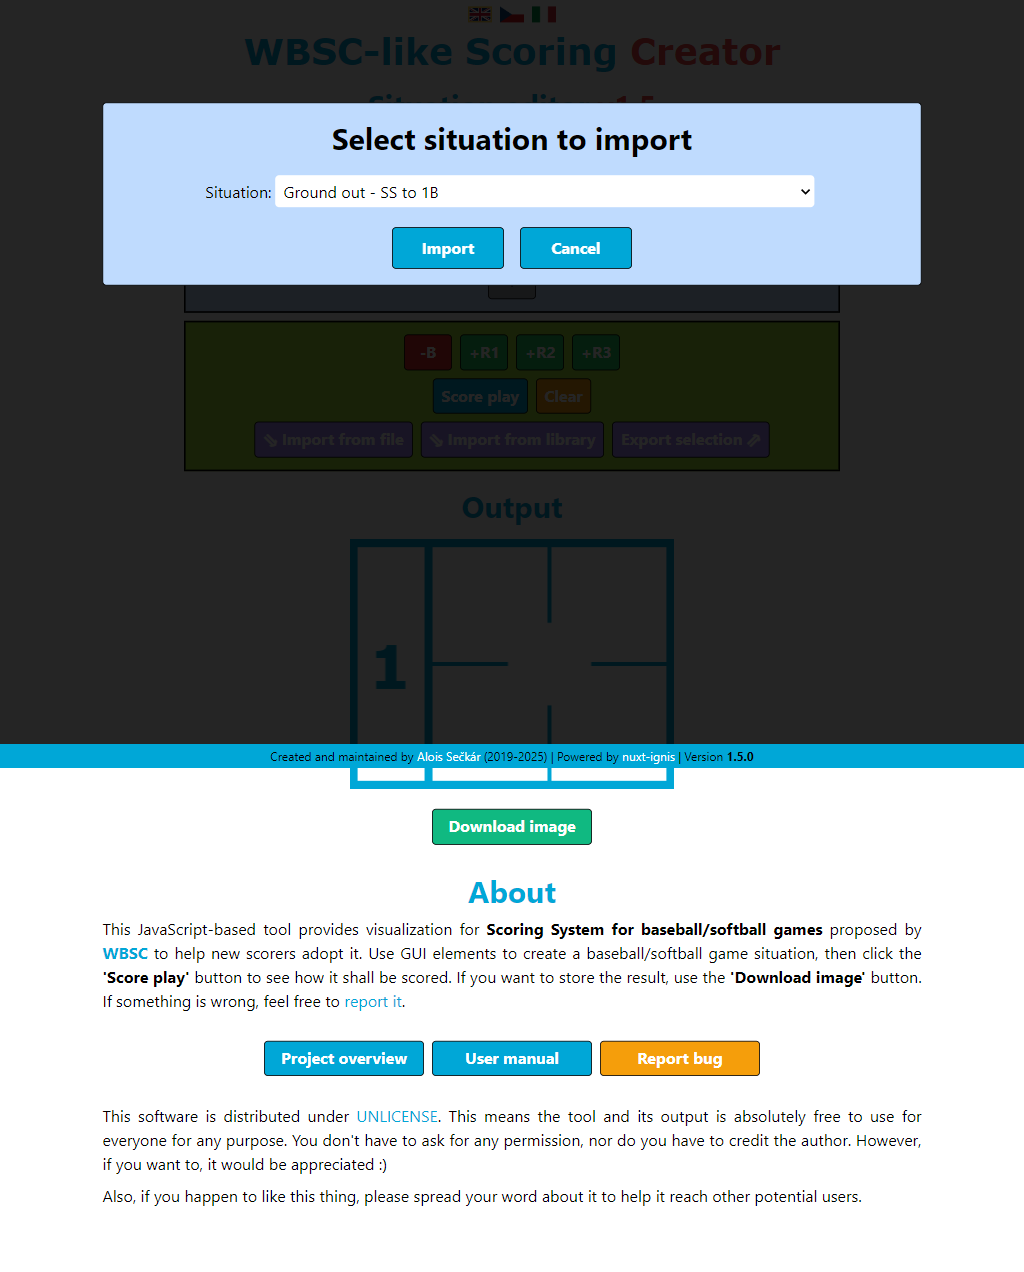 WBSC-like Scoring Creator
Select situation to import
Situation: Ground out - SS to 1B
Import Cancel
-B +R1 +R2 +R3
Score play Clear
⇘ Import from file ⇘ Import from library Export selection ⇗
Output
1
Created and maintained by Alois Sečkár (2019-2025) | Powered by nuxt-ignis | Version 1.5.0
Download image
About
This JavaScript-based tool provides visualization for Scoring System for baseball/softball games proposed by
WBSC to help new scorers adopt it. Use GUI elements to create a baseball/softball game situation, then click the
'Score play' button to see how it shall be scored. If you want to store the result, use the 'Download image' button.
If something is wrong, feel free to report it.
Project overview User manual Report bug
This software is distributed under UNLICENSE. This means the tool and its output is absolutely free to use for
everyone for any purpose. You don't have to ask for any permission, nor do you have to credit the author. However,
if you want to, it would be appreciated :)
Also, if you happen to like this thing, please spread your word about it to help it reach other potential users.